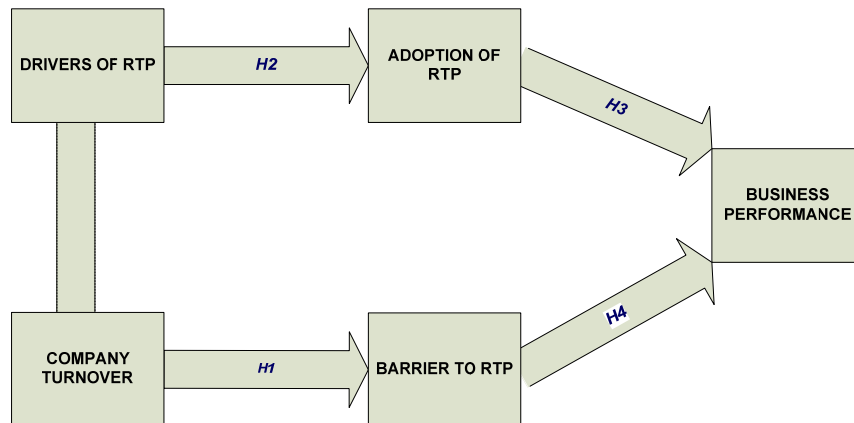 DRIVERS OF RTP
H2
ADOPTION OF
RTP
H3
BUSINESS
PERFORMANCE
H4
COMPANY
TURNOVER
H1
BARRIER TO RTP